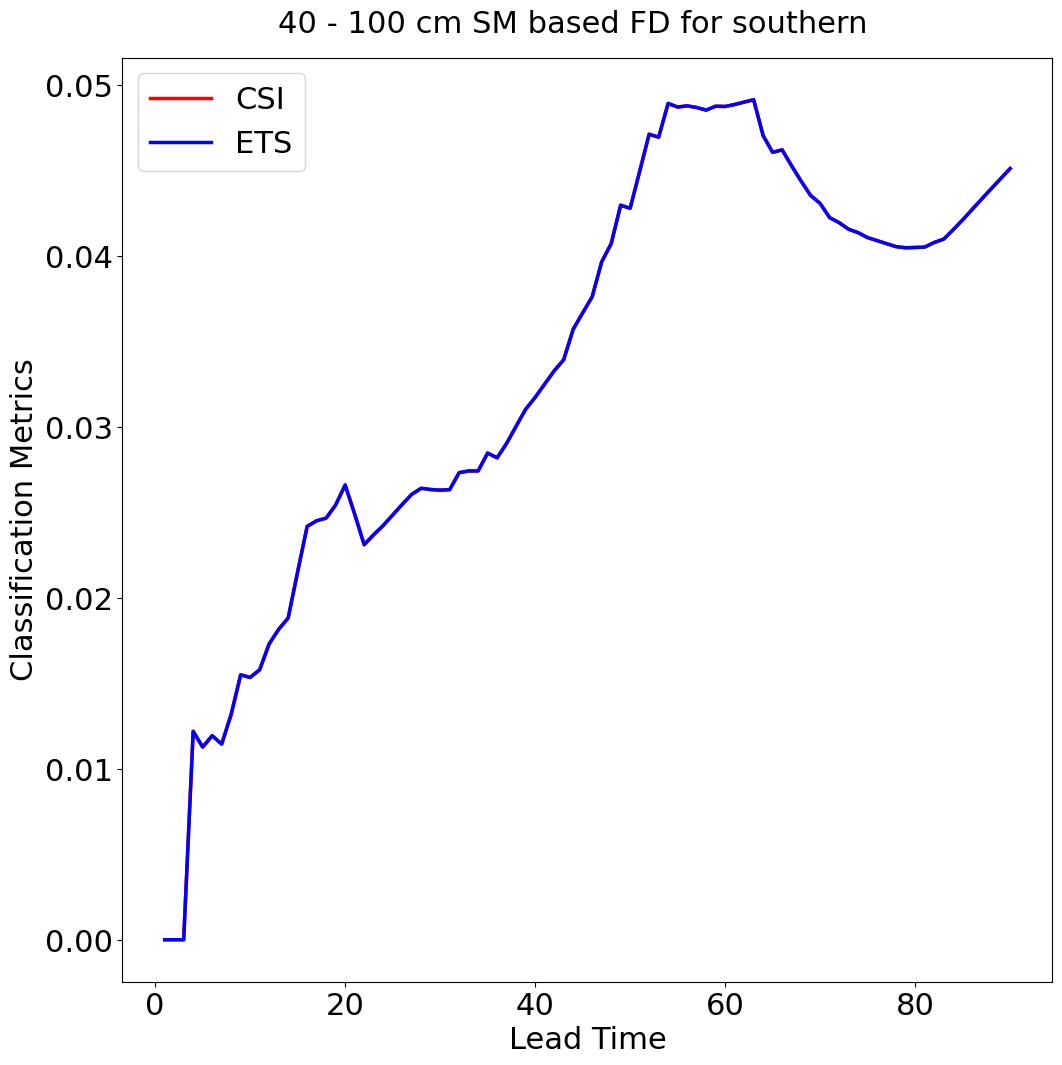 40 - 100 cm SM based FD for southern
CSI
ETS
Classification Metrics
0.05
0.04
0.03
0.02
0.01
0.00
0 20 40 60 80
Lead Time